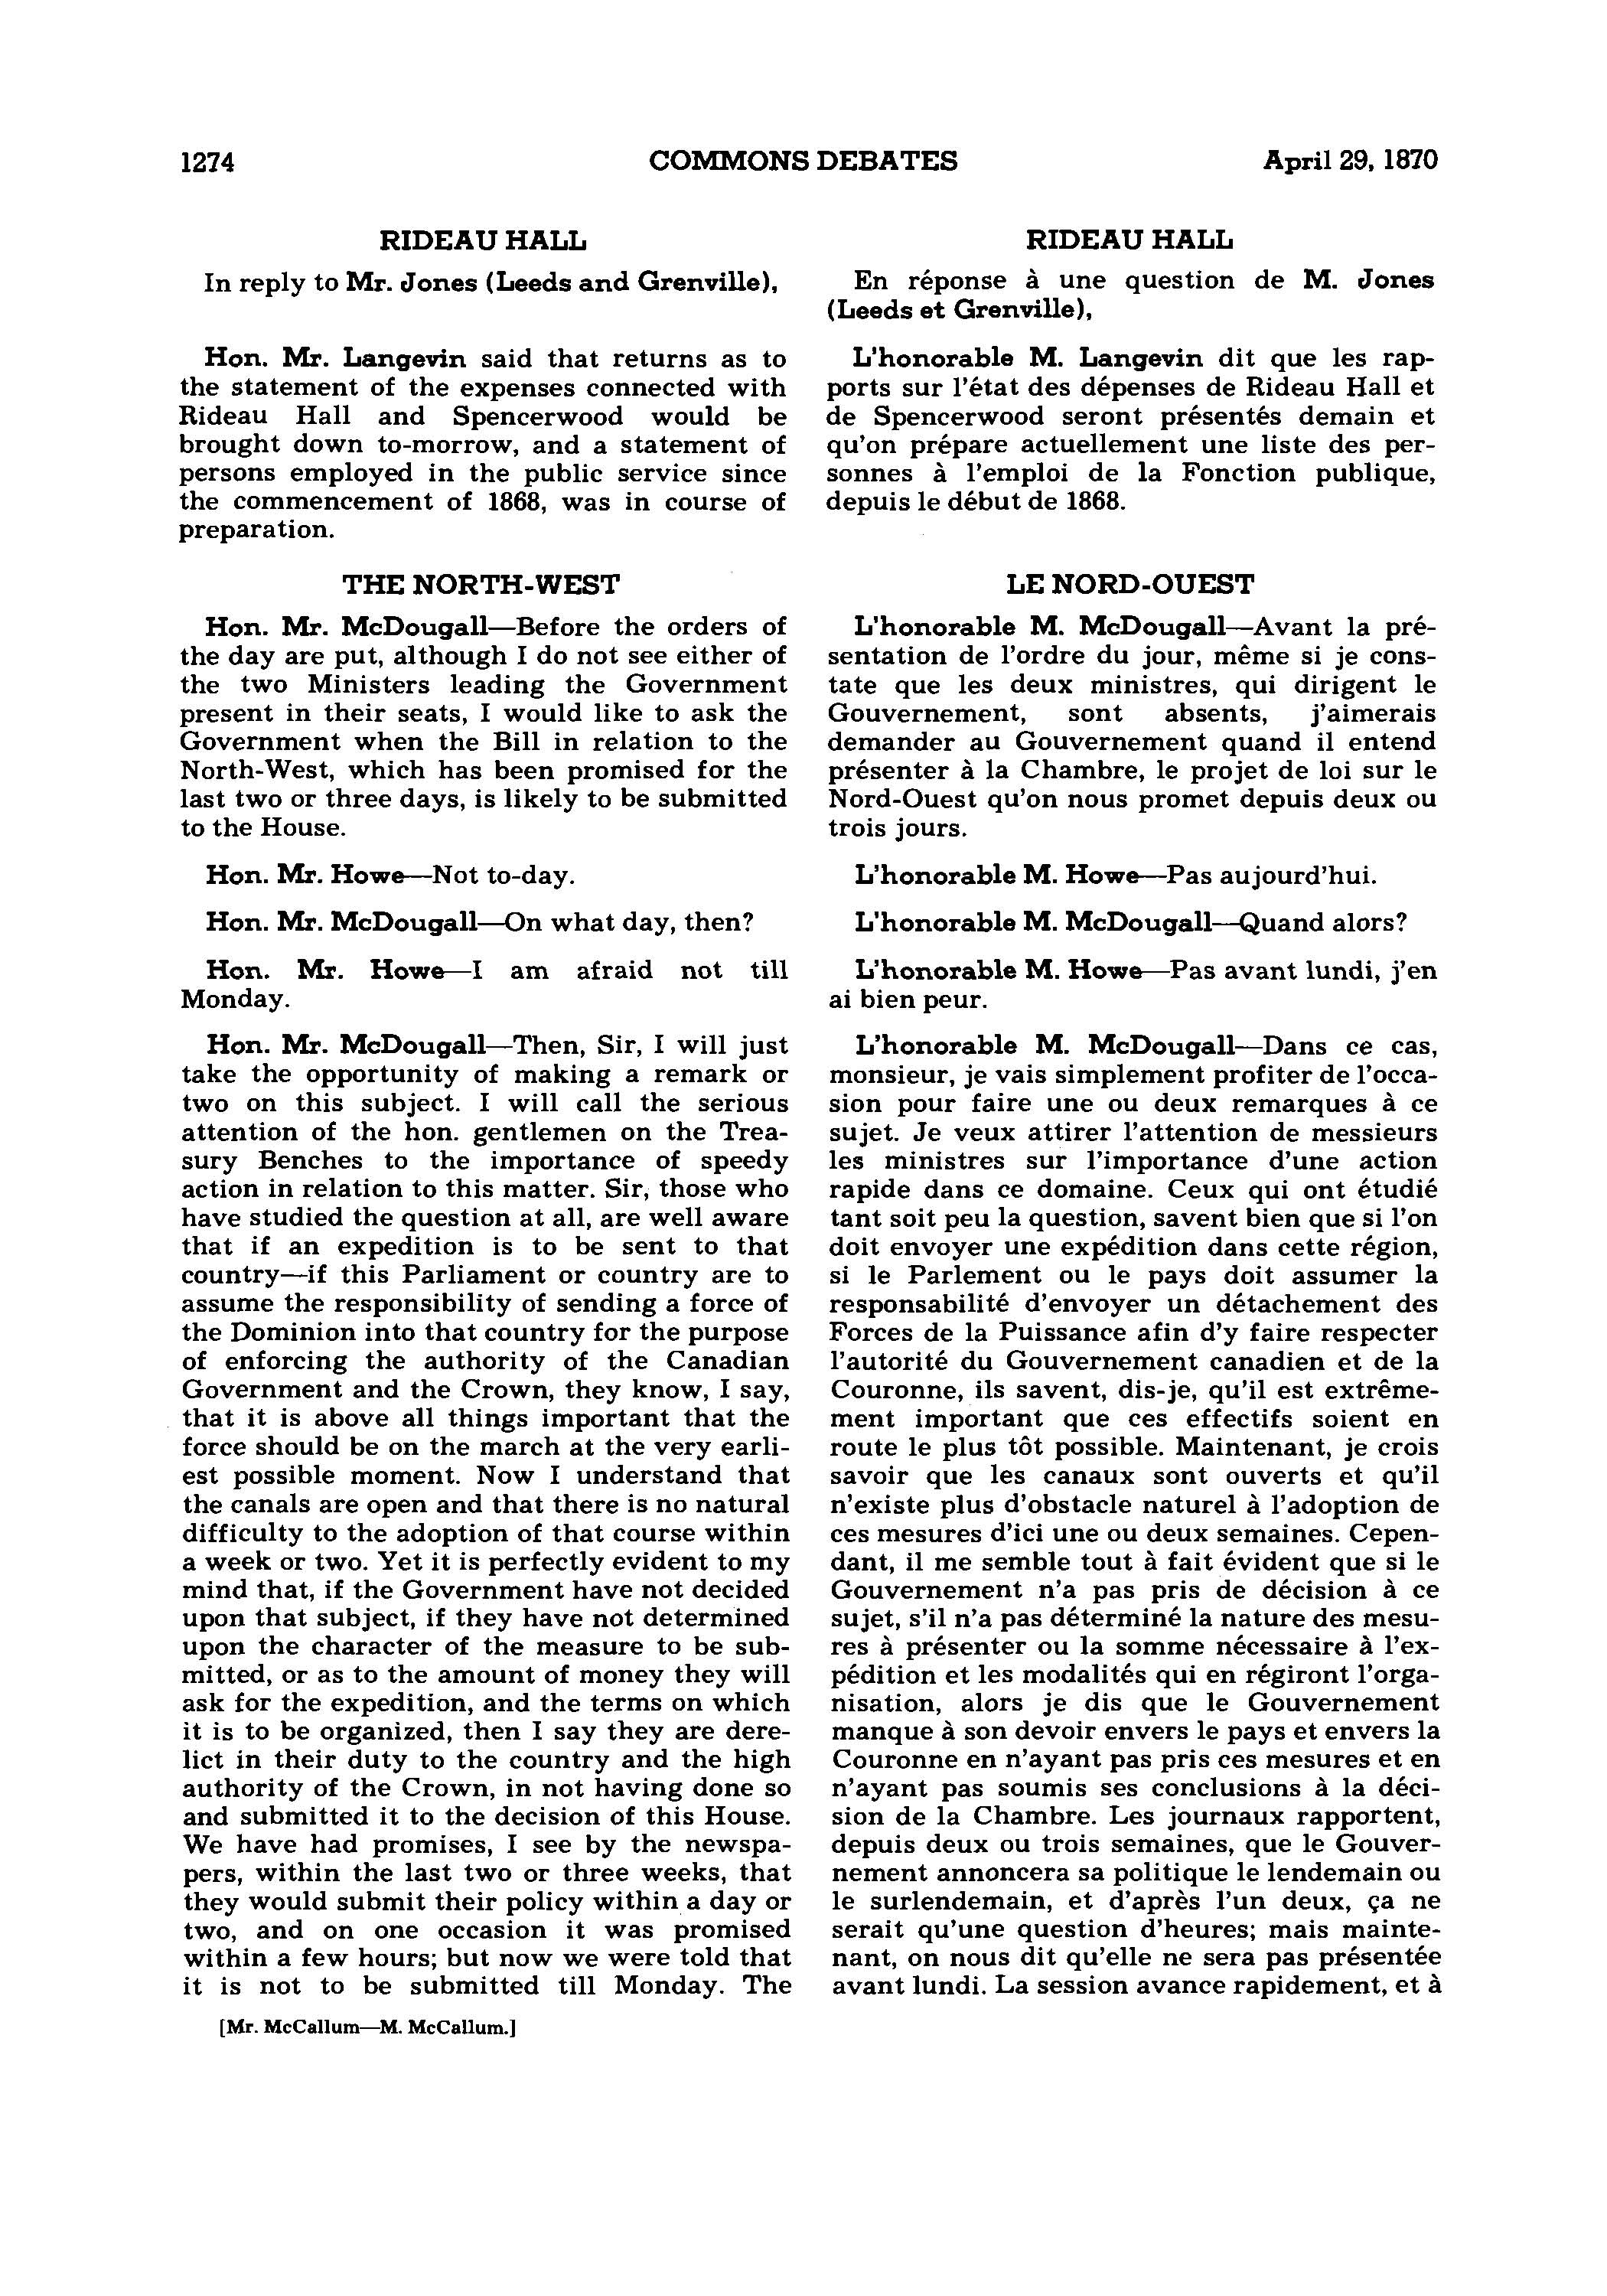 1274
COMMONS DEBATES
April 29, 1870
RIDEAU HALL
In reply to Mr. Jones (Leeds and Grenville),
Hon. Mr. Langevin said that returns as to
the statement of the expenses connected with
Rideau Hall and Spencerwood would be
brought down to-morrow, and a statement of
persons employed in the public service since
the commencement of 1868, was in course of
preparation.
THE NORTH-WEST
Hon. Mr. McDougall—Before the orders of
the day are put, although I do not see either of
the two Ministers leading the Government
present in their seats, I would like to ask the
Government when the Bill in relation to the
North-West, which has been promised for the
last two or three days, is likely to be submitted
to the House.
Hon. Mr. Howe—Not to-day.
Hon. Mr. McDougall—On what day, then?
Hon. Mr. Howe—I am afraid not till
Monday.
Hon. Mr. McDougall—Then, Sir, I will just
take the opportunity of making a remark or
two on this subject. I will call the serious
attention of the hon. gentlemen on the Trea-
sury Benches to the importance of speedy
action in relation to this matter. Sir, those who
have studied the question at all, are well aware
that if an expedition is to be sent to that
country—if this Parliament or country are to
assume the responsibility of sending a force of
the Dominion into that country for the purpose
of enforcing the authority of the Canadian
Government and the Crown, they know, I say,
that it is above all things important that the
force should be on the march at the very earli-
est possible moment. Now I understand that
the canals are open and that there is no natural
difficulty to the adoption of that course within
a week or two. Yet it is perfectly evident to my
mind that, if the Government have not decided
upon that subject, if they have not determined
upon the character of the measure to be sub-
mitted, or as to the amount of money they will
ask for the expedition, and the terms on which
it is to be organized, then I say they are dere-
lict in their duty to the country and the high
authority of the Crown, in not having done so
and submitted it to the decision of this House.
We have had promises, I see by the newspa-
pers, within the last two or three weeks, that
they would submit their policy within a day or
two, and on one occasion it was promised
within a few hours; but now we were told that
it is not to be submitted till Monday. The
[Mr. McCallum—M. McCallum.]
RIDEAU HALL
En réponse à une question de M. Jones
(Leeds et Grenville),
L'honorable M. Langevin dit que les rap-
ports sur l'état des dépenses de Rideau Hall et
de Spencerwood seront présentés demain et
qu'on prépare actuellement une liste des per-
sonnes à l'emploi de la Fonction publique,
depuis le début de 1868.
LE NORD-OUEST
L'honorable M. McDougall—Avant la pré-
sentation de l'ordre du jour, même si je cons-
tate que les deux ministres, qui dirigent le
Gouvernement, sont absents, j'aimerais
demander au Gouvernement quand il entend
présenter à la Chambre, le projet de loi sur le
Nord-Ouest qu'on nous promet depuis deux ou
trois jours.
L'honorable M. Howe—Pas aujourd'hui.
L'honorable M. McDougall—Quand alors?
L'honorable M. Howe—Pas avant lundi, j'en
ai bien peur.
L'honorable M. McDougall—Dans ce cas,
monsieur, je vais simplement profiter de l'occa-
sion pour faire une ou deux remarques à ce
sujet. Je veux attirer l'attention de messieurs
les ministres sur l'importance d'une action
rapide dans ce domaine. Ceux qui ont étudié
tant soit peu la question, savent bien que si l'on
doit envoyer une expédition dans cette région,
si le Parlement ou le pays doit assumer la
responsabilité d'envoyer un détachement des
Forces de la Puissance afin d'y faire respecter
l'autorité du Gouvernement canadien et de la
Couronne, ils savent, dis-je, qu'il est extrême-
ment important que ces effectifs soient en
route le plus tôt possible. Maintenant, je crois
savoir que les canaux sont ouverts et qu'il
n'existe plus d'obstacle naturel à l'adoption de
ces mesures d'ici une ou deux semaines. Cepen-
dant, il me semble tout à fait évident que si le
Gouvernement n'a pas pris de décision à ce
sujet, s'il n'a pas déterminé la nature des mesu-
res à présenter ou la somme nécessaire à l'ex-
pédition et les modalités qui en régiront l'orga-
nisation, alors je dis que le Gouvernement
manque à son devoir envers le pays et envers la
Couronne en n'ayant pas pris ces mesures et en
n'ayant pas soumis ses conclusions à la déci-
sion de la Chambre. Les journaux rapportent,
depuis deux ou trois semaines, que le Gouver-
nement annoncera sa politique le lendemain ou
le surlendemain, et d'après l'un deux, ça ne
serait qu'une question d'heures; mais mainte-
nant, on nous dit qu'elle ne sera pas présentée
avant lundi. La session avance rapidement, et à